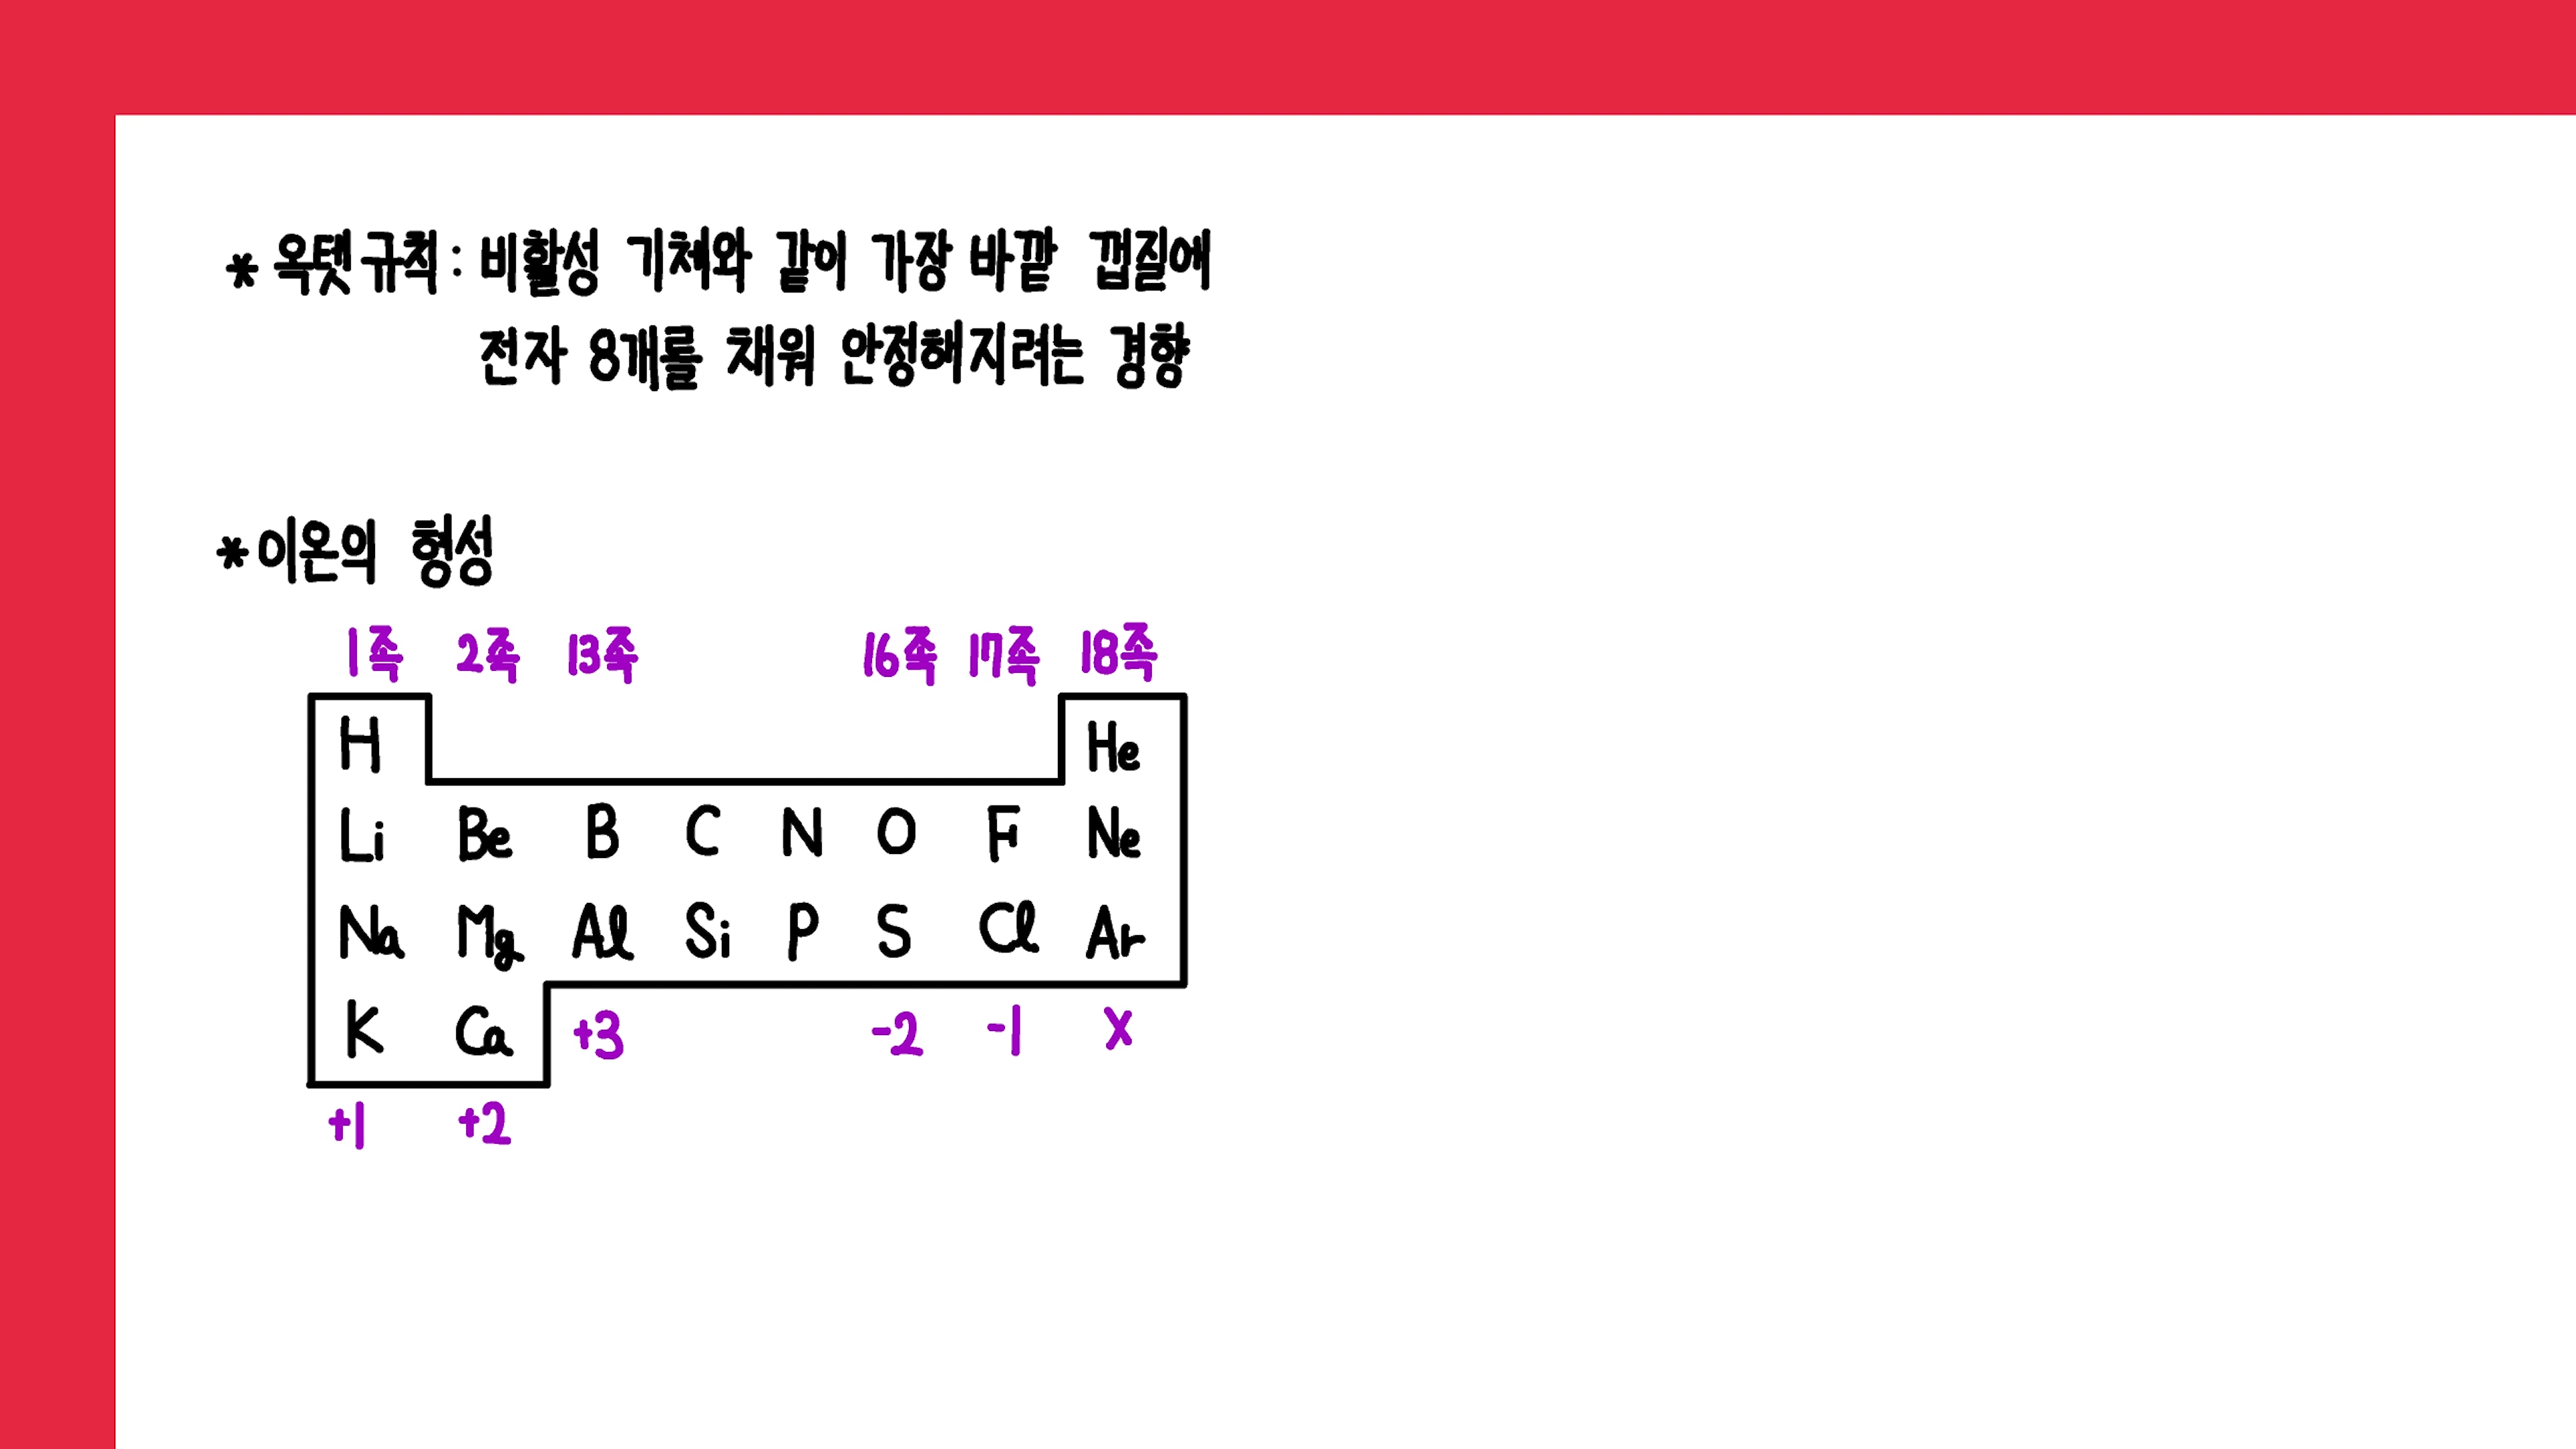 * 옥텟 규칙 : 비활성 기체와 같이 가장 바깥 껍질에
전자 8개를 채워 안정해지려는 경향
* 이온의 형성
1족 2족 13족 16족 17족 18족
H He
Li Be B C N O F Ne
Na Mg Al Si P S Cl Ar
K Ca +3 -2 -1 X
+1 +2